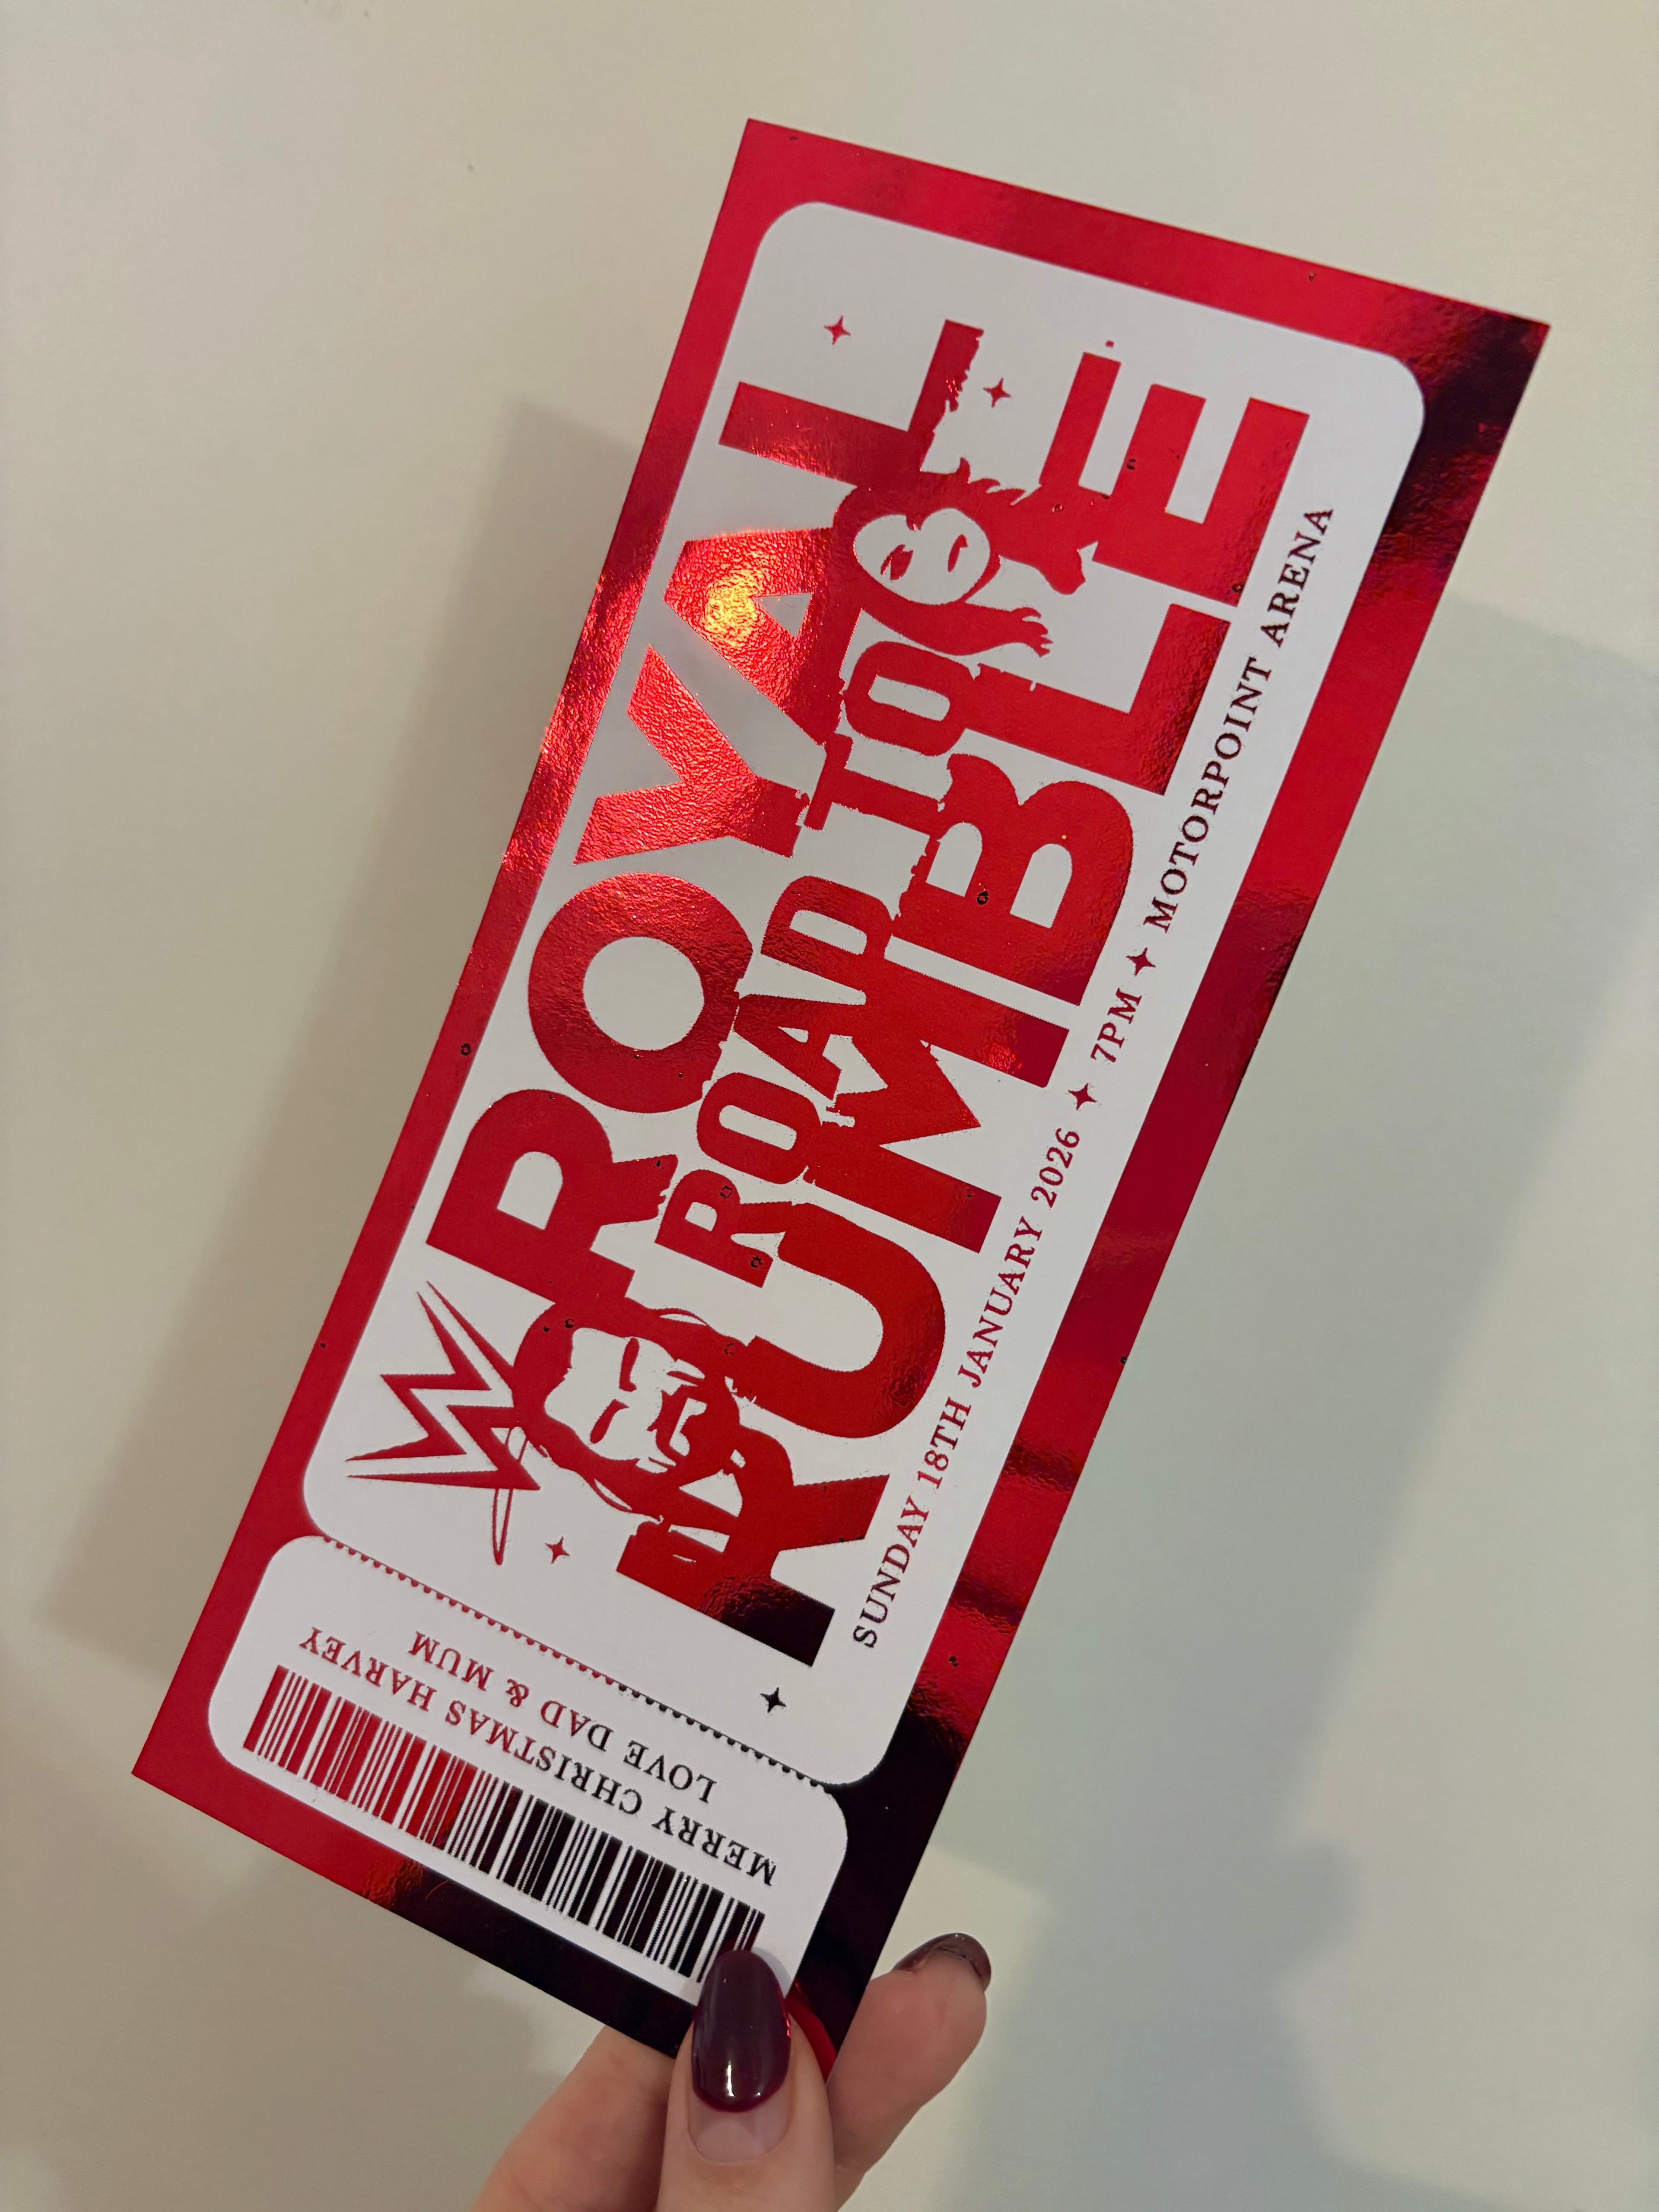 W
ROYAL
ROAD TO
RUMBLE
SUNDAY 18TH JANUARY 2026 ✦ 7PM ✦ MOTORPOINT ARENA
MERRY CHRISTMAS HARVEY
LOVE DAD & MUM